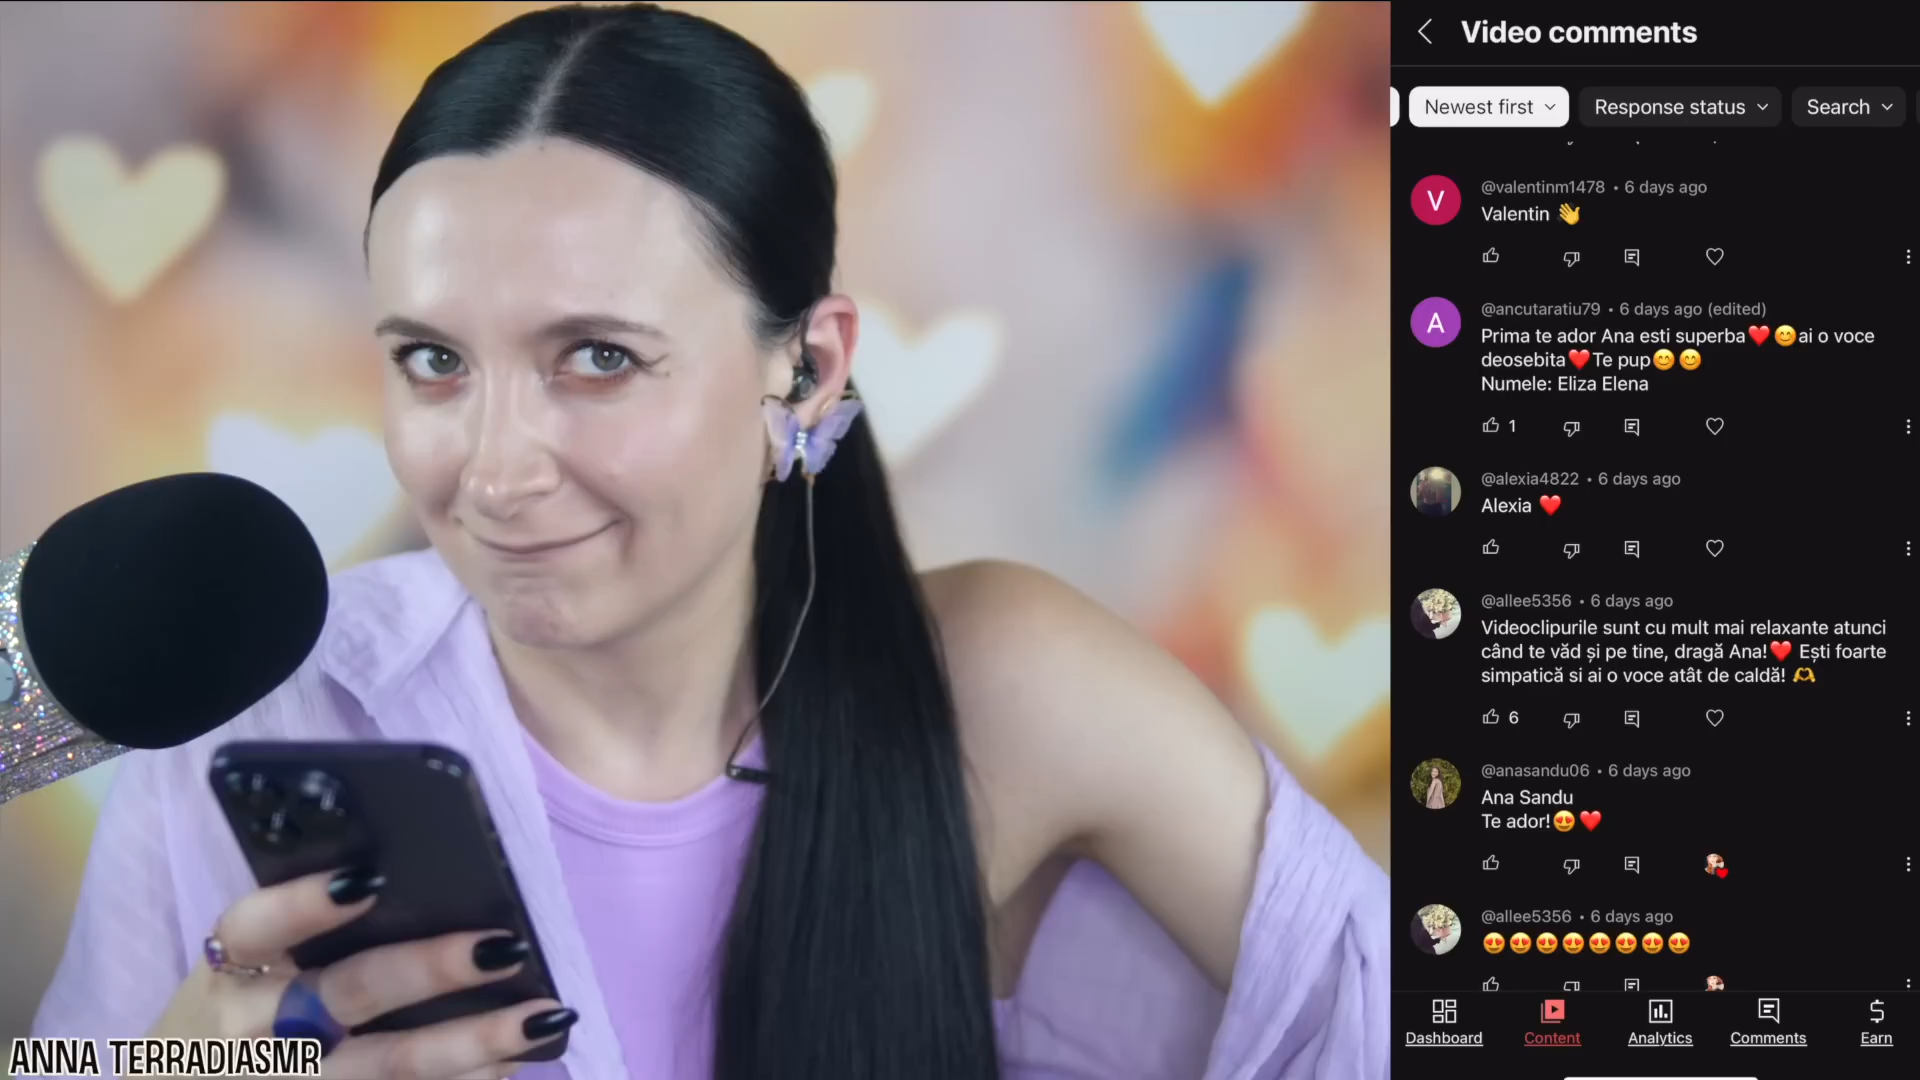 Video comments
Newest first
Response status
Search
V
@valentinm1478 • 6 days ago
Valentin 👋
A
@ancutaratiu79 • 6 days ago (edited)
Prima te ador Ana esti superba❤️😊ai o voce
deosebita❤️Te pup😊😊
Numele: Eliza Elena
1
@alexia4822 • 6 days ago
Alexia ❤️
@allee5356 • 6 days ago
Videoclipurile sunt cu mult mai relaxante atunci
când te văd și pe tine, dragă Ana!❤️ Ești foarte
simpatică si ai o voce atât de caldă! 🫶
6
@anasandu06 • 6 days ago
Ana Sandu
Te ador!😍❤️
@allee5356 • 6 days ago
😍😍😍😍😍😍😍😍
Dashboard
Content
Analytics
Comments
Earn
ANNA TERRADIASMR